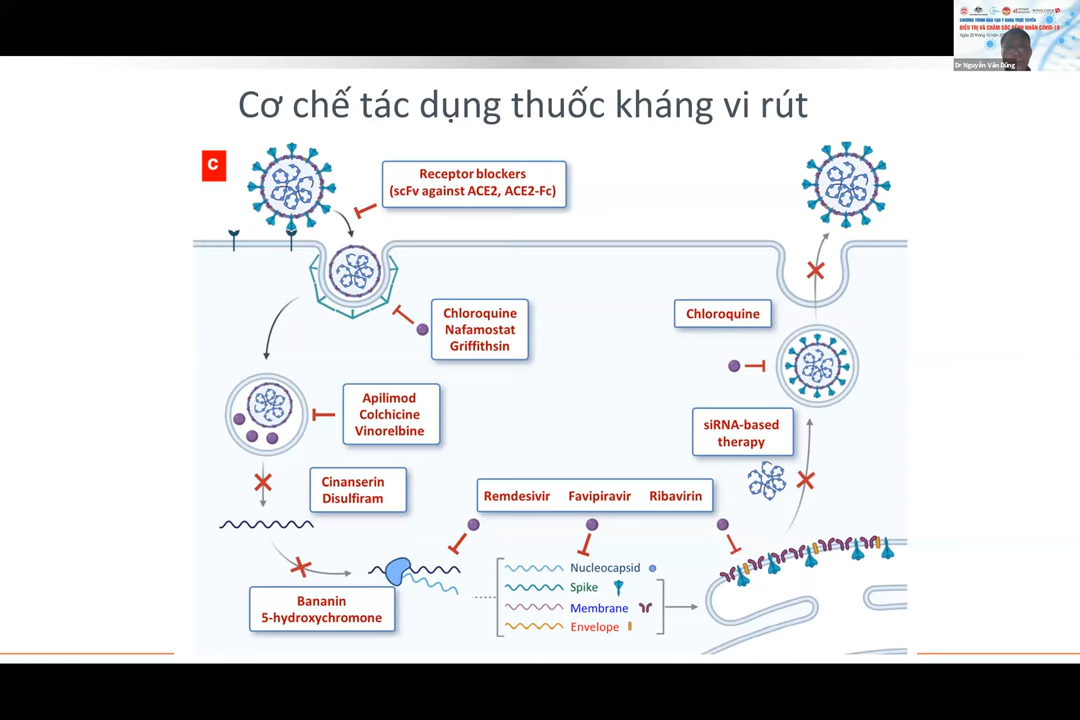 WOOLCOCK
CHƯƠNG TRÌNH ĐÀO TẠO Y KHOA TRỰC TUYẾN
ĐIỀU TRỊ VÀ CHĂM SÓC BỆNH NHÂN COVID-19
Dr Nguyễn Văn Dũng
Cơ chế tác dụng thuốc kháng vi rút
C
Receptor blockers
(scFv against ACE2, ACE2-Fc)
Chloroquine
Nafamostat
Griffithsin
Chloroquine
Apilimod
Colchicine
Vinorelbine
siRNA-based
therapy
Cinanserin
Disulfiram
Remdesivir Favipiravir Ribavirin
Nucleocapsid
Spike
Membrane
Envelope
Bananin
5-hydroxychromone